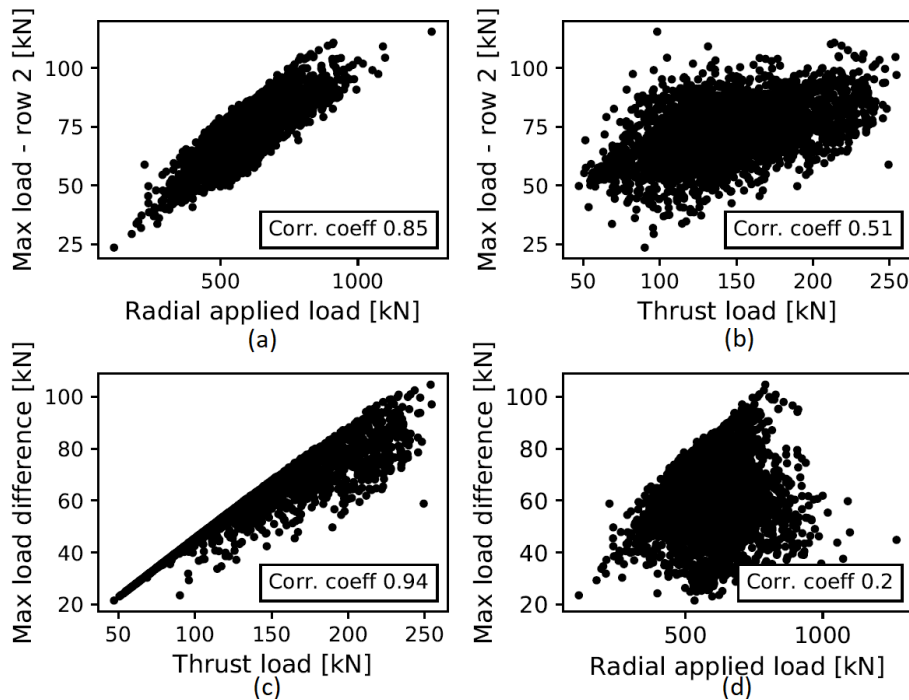 Max load - row 2 [kN]
100
75
50
25
500
1000
Corr. coeff 0.85
Radial applied load [kN]
(a)
Max load - row 2 [kN]
100
75
50
25
50
100
150
200
250
Corr. coeff 0.51
Thrust load [kN]
(b)
Max load difference [kN]
100
80
60
40
20
50
100
150
200
250
Corr. coeff 0.94
Thrust load [kN]
(c)
Max load difference [kN]
100
80
60
40
20
500
1000
Corr. coeff 0.2
Radial applied load [kN]
(d)